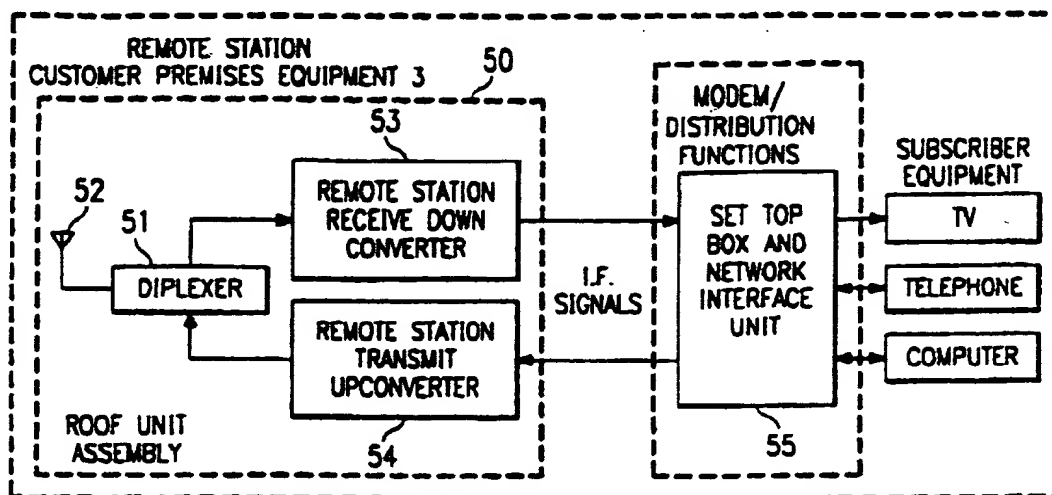 REMOTE STATION
CUSTOMER PREMISES EQUIPMENT 3
50
53
REMOTE STATION
RECEIVE DOWN
CONVERTER
52
51
DIPLEXER
REMOTE STATION
TRANSMIT
UPCONVERTER
54
ROOF UNIT
ASSEMBLY
I.F.
SIGNALS
MODEM/
DISTRIBUTION
FUNCTIONS
SET TOP
BOX AND
NETWORK
INTERFACE
UNIT
55
SUBSCRIBER
EQUIPMENT
TV
TELEPHONE
COMPUTER